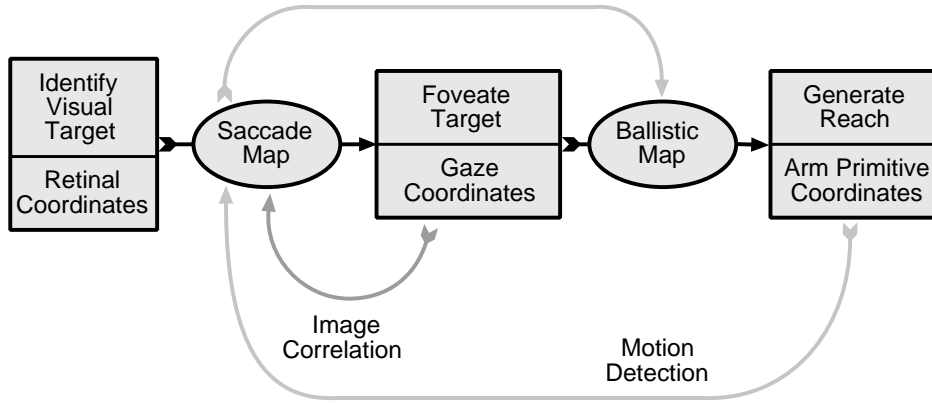 Identify
Visual
Target
Retinal
Coordinates
Saccade
Map
Foveate
Target
Gaze
Coordinates
Ballistic
Map
Generate
Reach
Arm Primitive
Coordinates
Image
Correlation
Motion
Detection